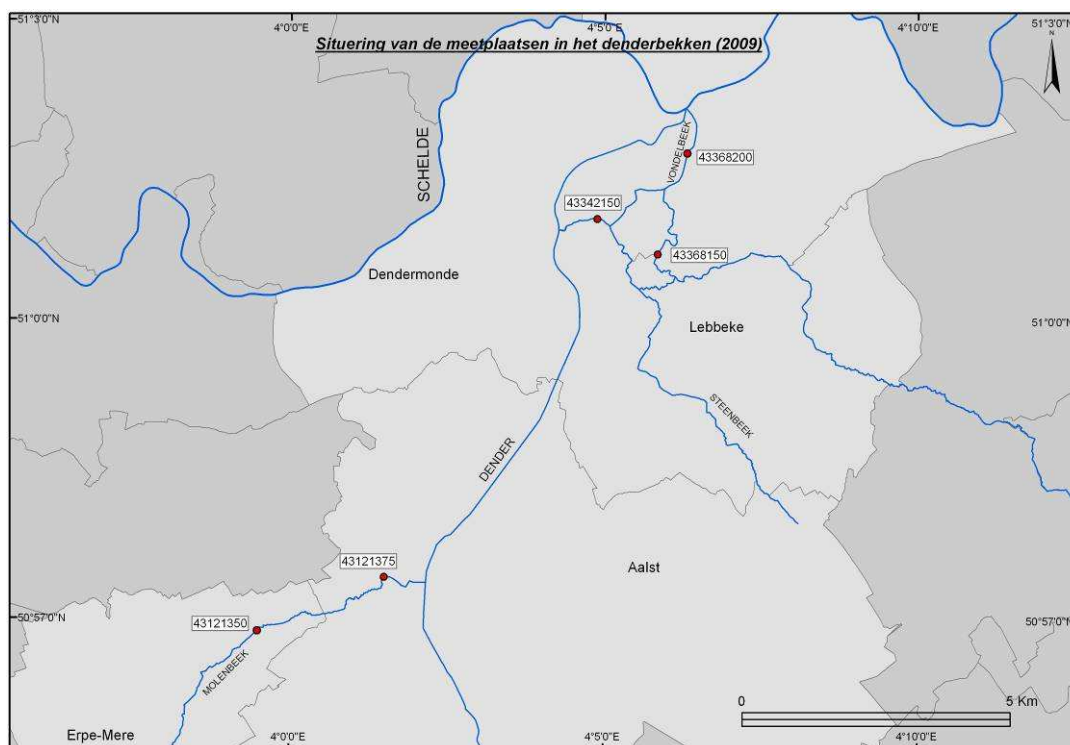 51°3'0"N
4°0'0"E
4°5'0"E
4°10'0"E
51°3'0"N
Situering van de meetplaatsen in het denderbekken (2009)
N
SCHELDE
VONDELBEEK
43368200
43342150
43368150
Dendermonde
51°0'0"N
Lebbeke
51°0'0"N
STEENBEEK
DENDER
43121375
Aalst
50°57'0"N
43121350
50°57'0"N
MOLENBEEK
0
5 Km
Erpe-Mere
4°0'0"E
4°5'0"E
4°10'0"E